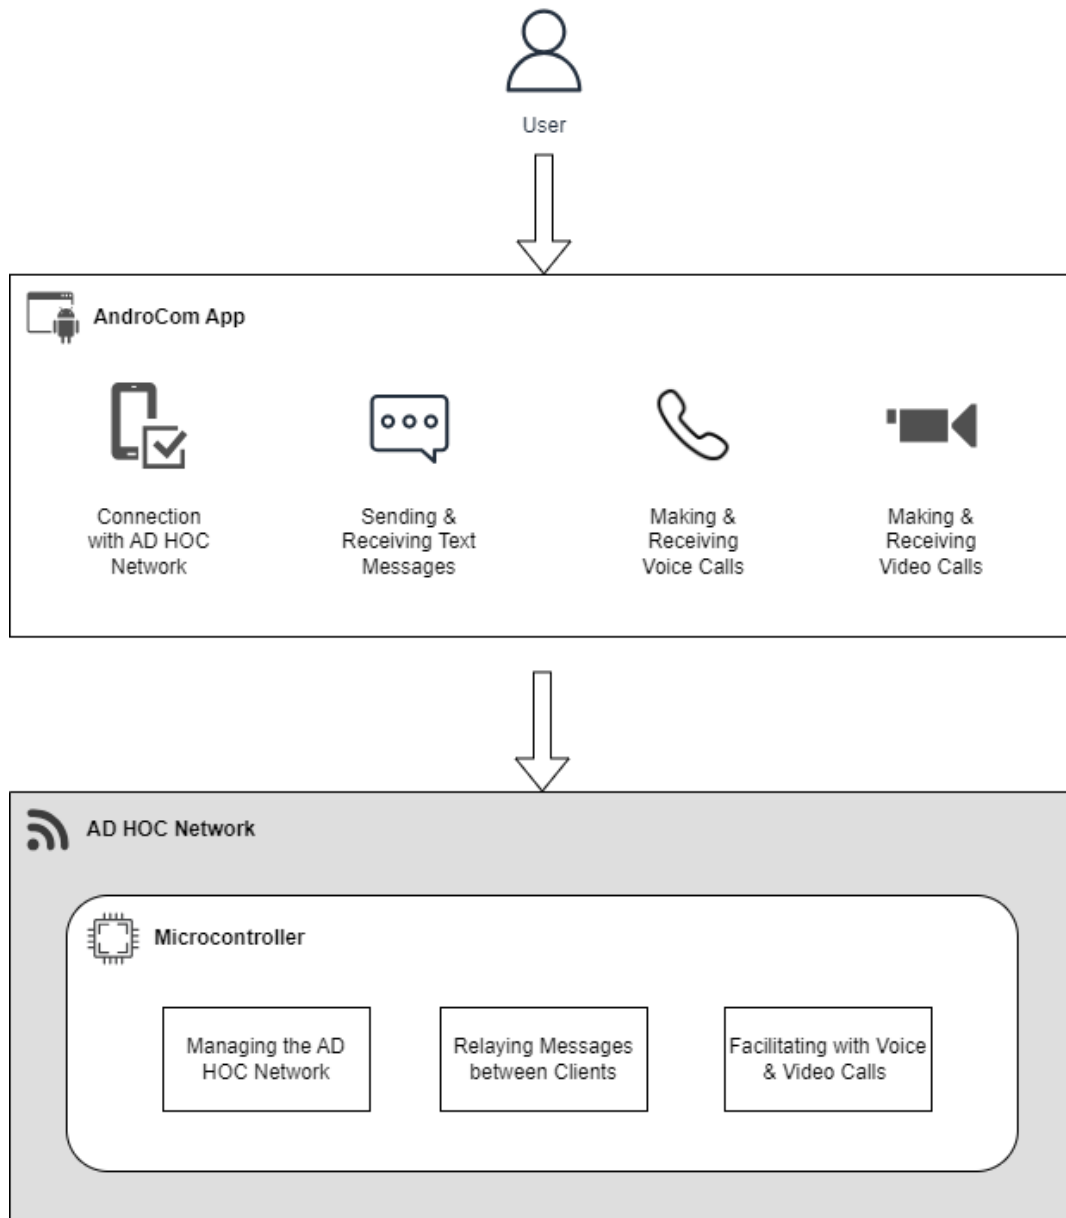 User
AndroCom App
Connection
with AD HOC
Network
Sending &
Receiving Text
Messages
Making &
Receiving
Voice Calls
Making &
Receiving
Video Calls
AD HOC Network
Microcontroller
Managing the AD
HOC Network
Relaying Messages
between Clients
Facilitating with Voice
& Video Calls